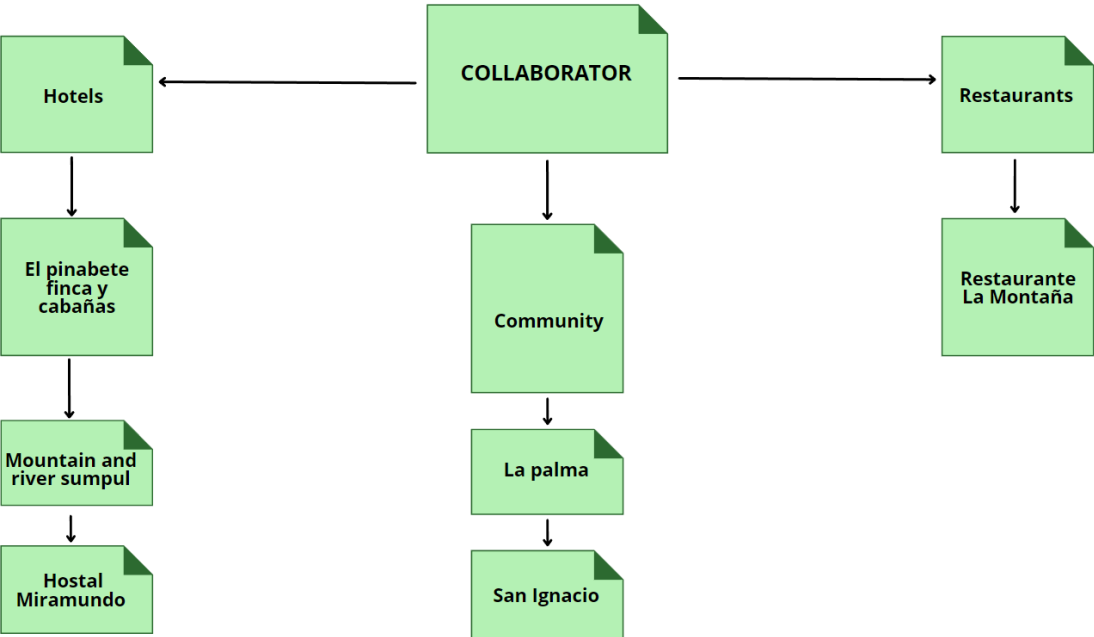 COLLABORATOR
Hotels
Restaurants
El pinabete
finca y
cabañas
Community
Restaurante
La Montaña
Mountain and
river sumpul
La palma
Hostal
Miramundo
San Ignacio